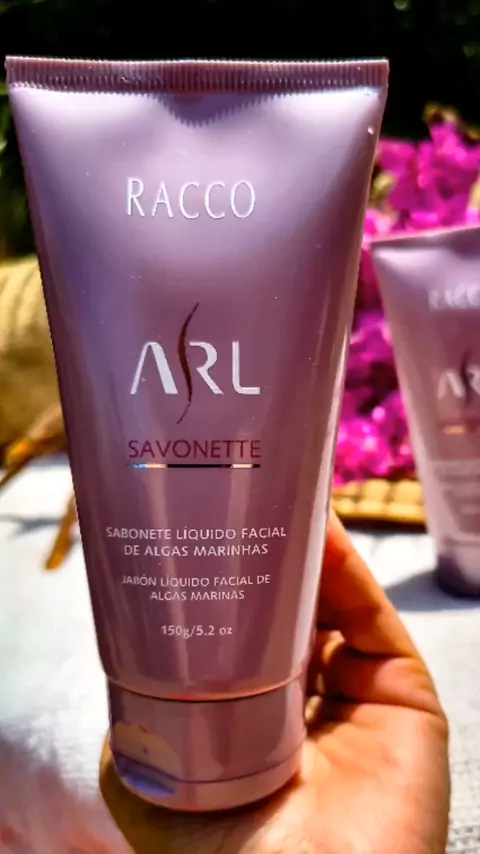 RACCO
ARL
SAVONETTE
SABONETE LÍQUIDO FACIAL
DE ALGAS MARINHAS
JABÓN LÍQUIDO FACIAL DE
ALGAS MARINAS
150g/5.2 oz
RACCO